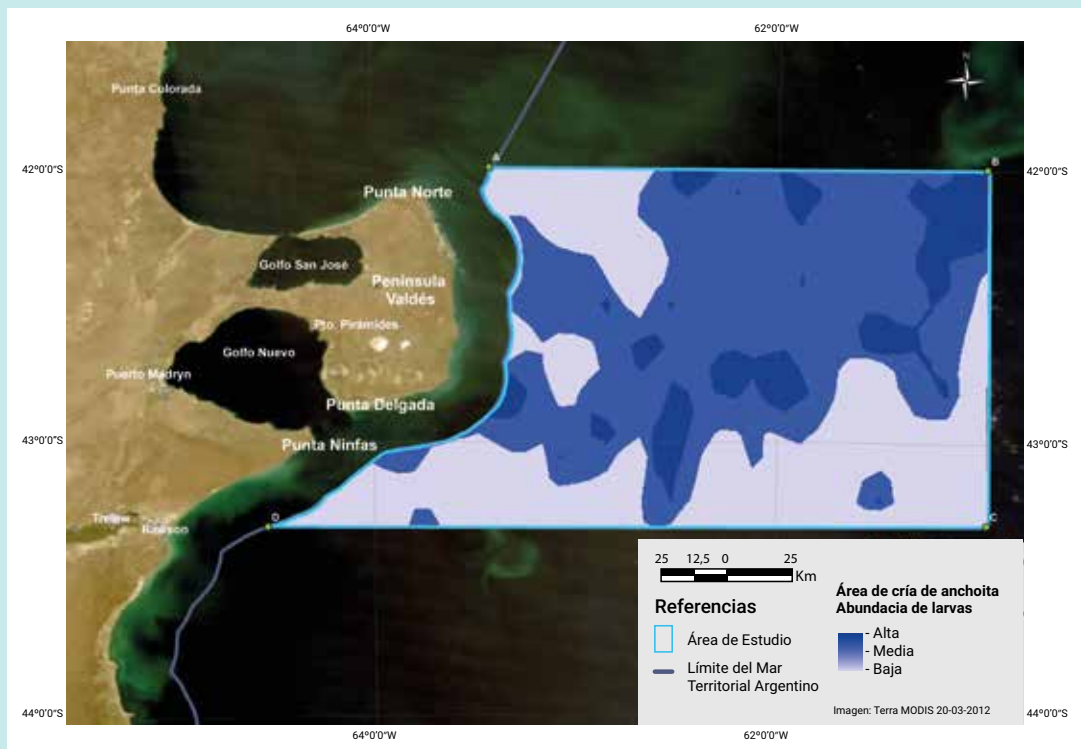 64º0'0"W
62º0'0"W
N
Punta Colorada
A
B
42º0'0"S
42º0'0"S
Punta Norte
Golfo San José
Península
Valdés
Pto. Pirámides
Golfo Nuevo
Puerto Madryn
Punta Delgada
43º0'0"S
Punta Ninfas
43º0'0"S
Trelew
Rawson
D
C
25 12,5 0 25
Km
Referencias
Área de Estudio
Límite del Mar
Territorial Argentino
Área de cría de anchoita
Abundacia de larvas
- Alta
- Media
- Baja
Imagen: Terra MODIS 20-03-2012
44º0'0"S
44º0'0"S
64º0'0"W
62º0'0"W